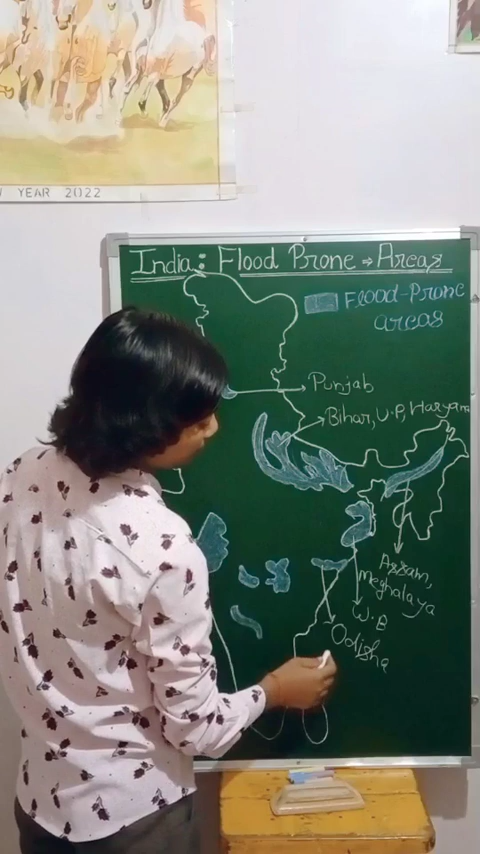 YEAR 2022
India: Flood Prone → Areas
Flood-Prone
areas
Punjab
Bihar, U.P, Haryana
Assam,
meghalaya
W.B
Odisha